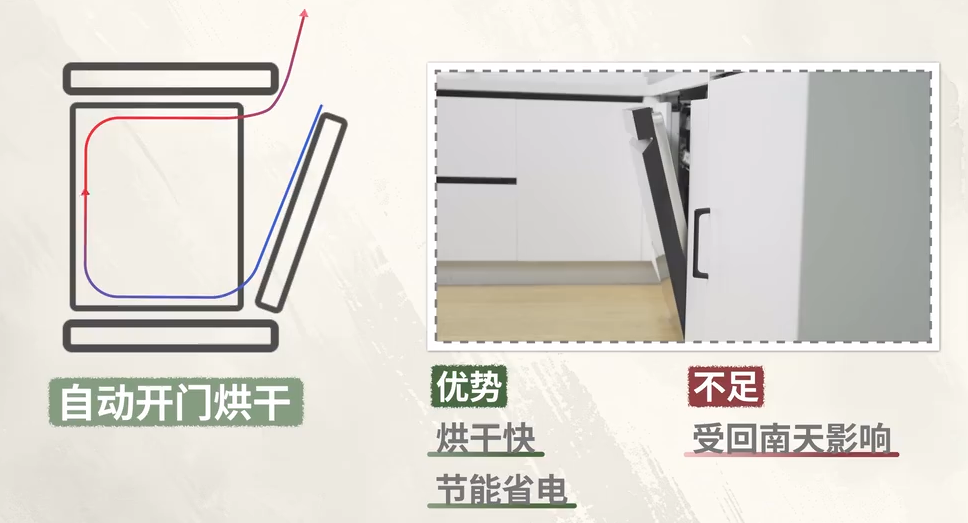 自动开门烘干
优势
烘干快
节能省电
不足
受回南天影响